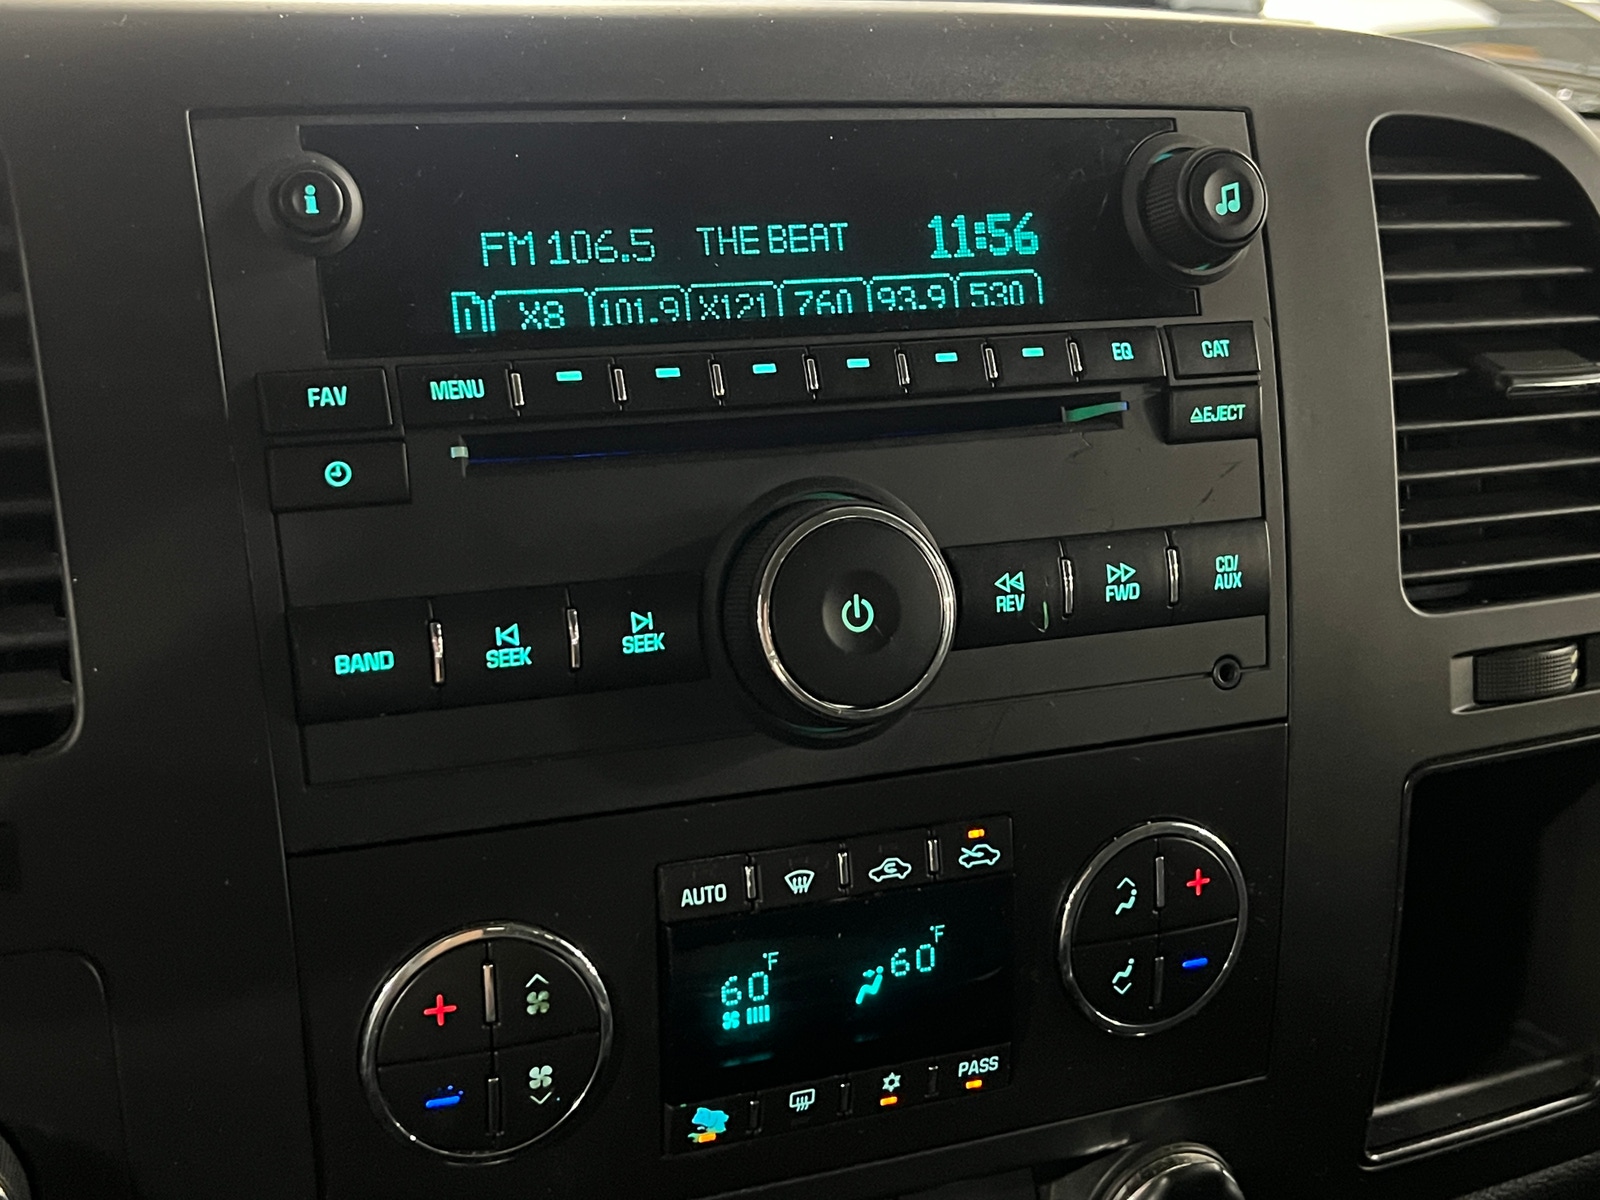 FM 106.5 THE BEAT 11:56
X8 101.9 X121 760 93.9 530
FAV MENU EQ CAT
EJECT
BAND SEEK SEEK REV FWD CD/
AUX
AUTO
60°F 60°F
PASS